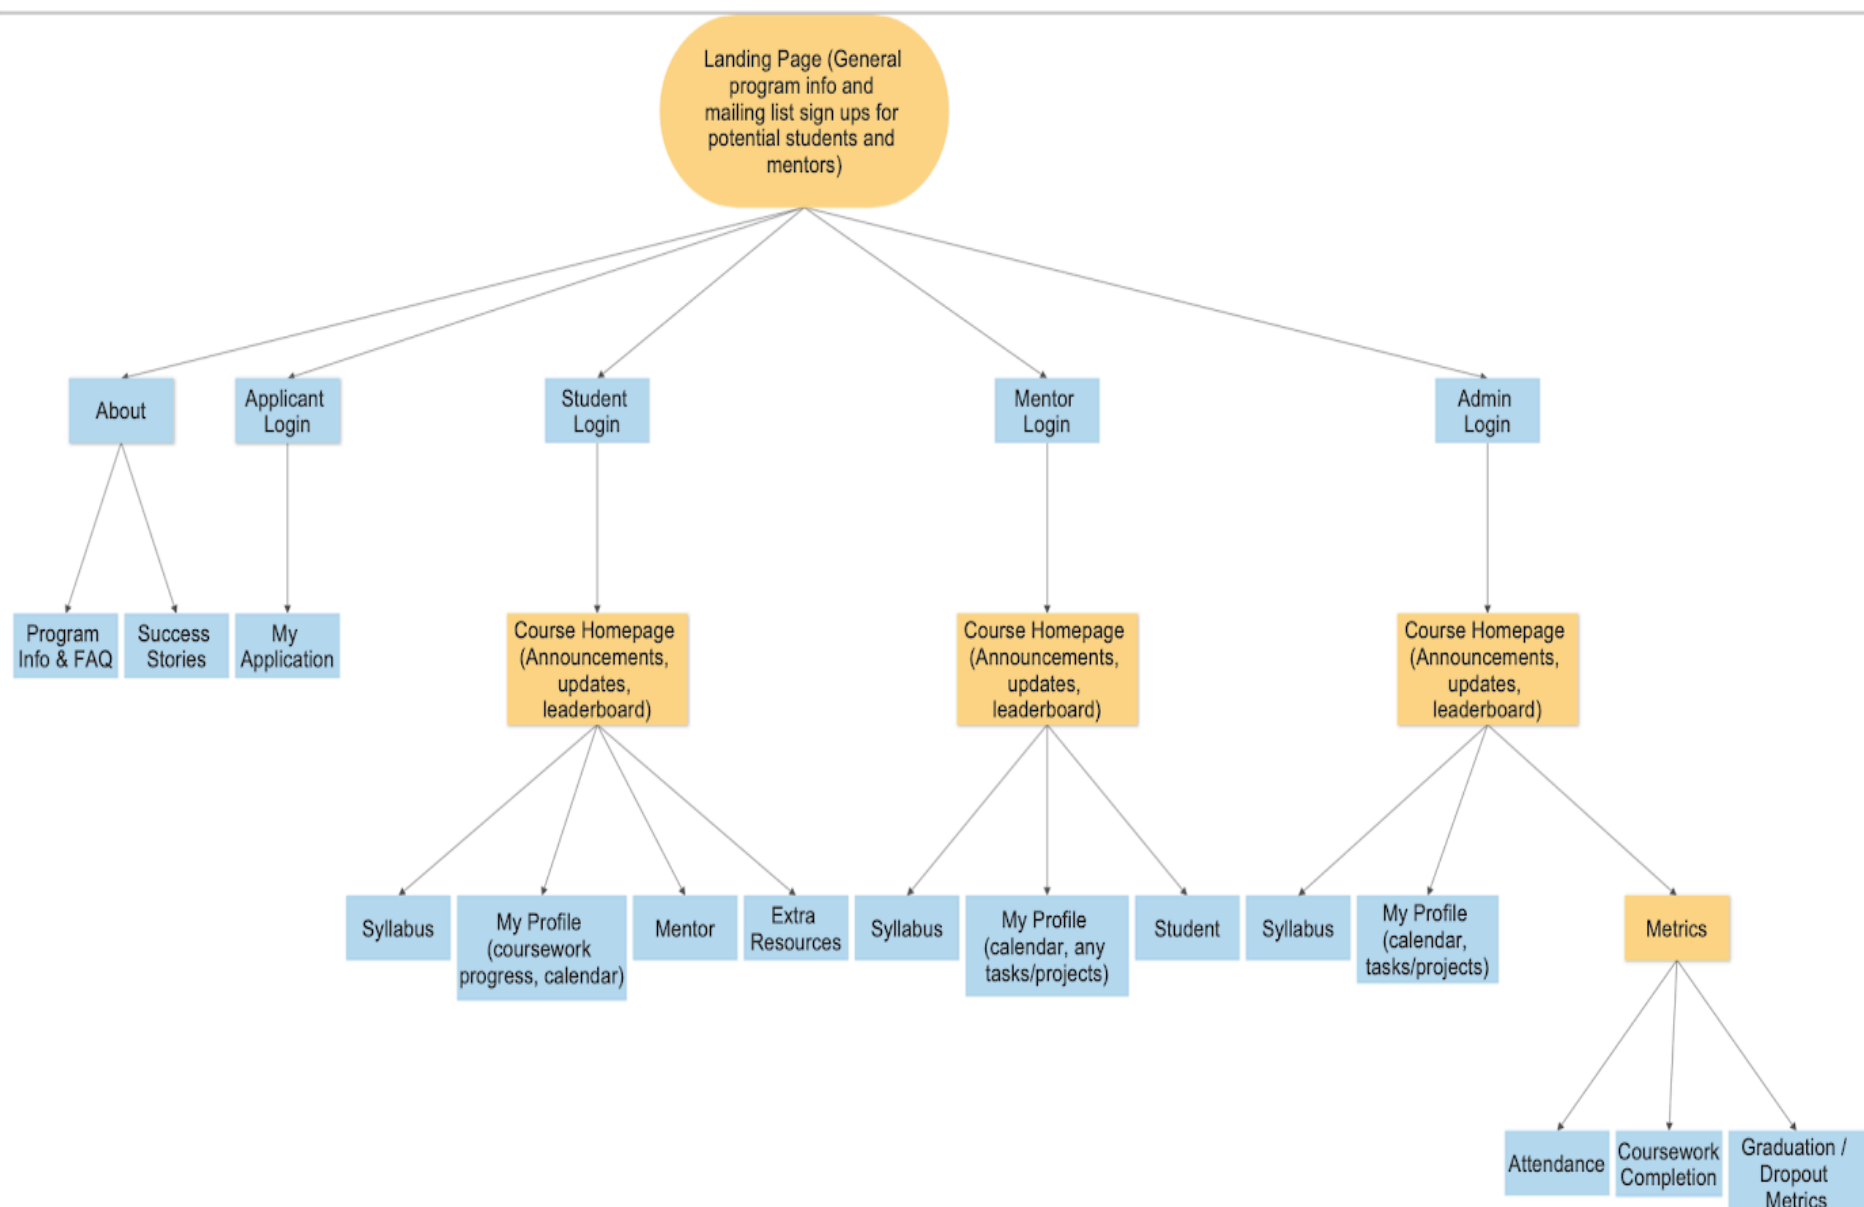 Landing Page (General
program info and
mailing list sign ups for
potential students and
mentors)
About
Applicant
Login
Student
Login
Mentor
Login
Admin
Login
Program
Info & FAQ
Success
Stories
My
Application
Course Homepage
(Announcements,
updates,
leaderboard)
Course Homepage
(Announcements,
updates,
leaderboard)
Course Homepage
(Announcements,
updates,
leaderboard)
Syllabus
My Profile
(coursework
progress, calendar)
Mentor
Extra
Resources
Syllabus
My Profile
(calendar, any
tasks/projects)
Student
Syllabus
My Profile
(calendar,
tasks/projects)
Metrics
Attendance
Coursework
Completion
Graduation /
Dropout
Metrics